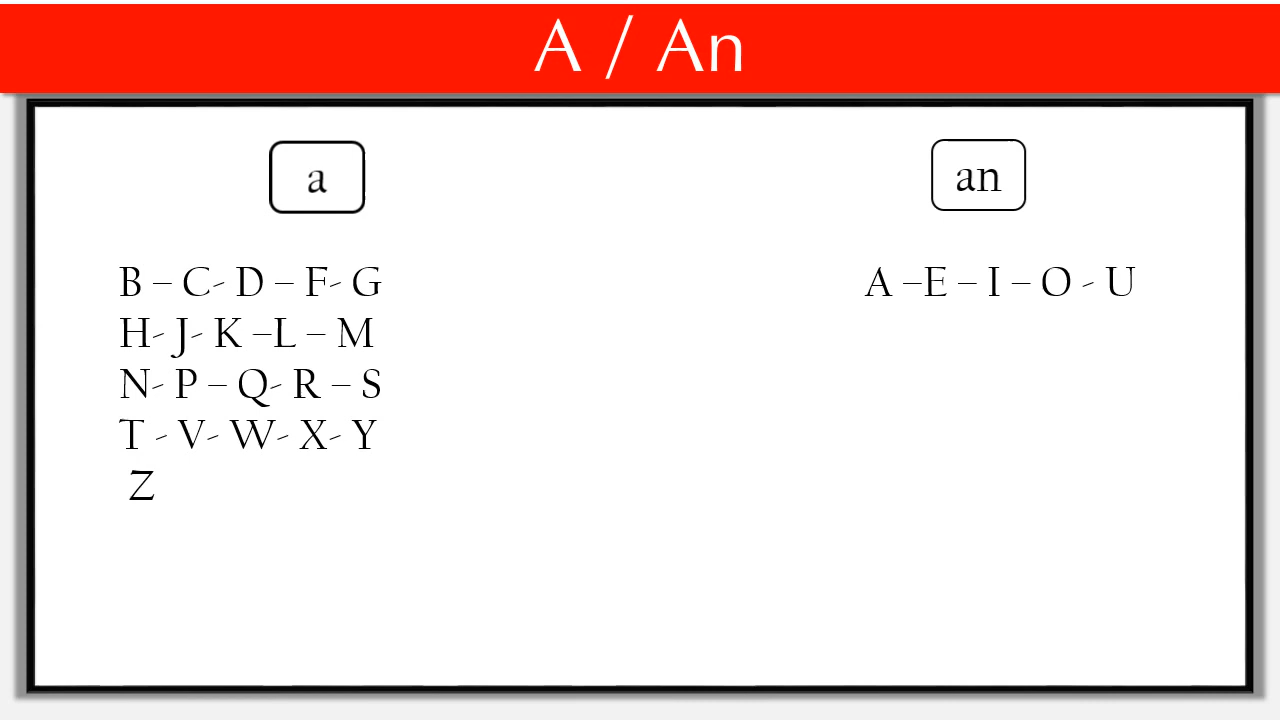 A / An
a
an
B – C- D – F- G
H- J- K –L – M
N- P – Q- R – S
T - V- W- X- Y
Z
A –E – I – O - U